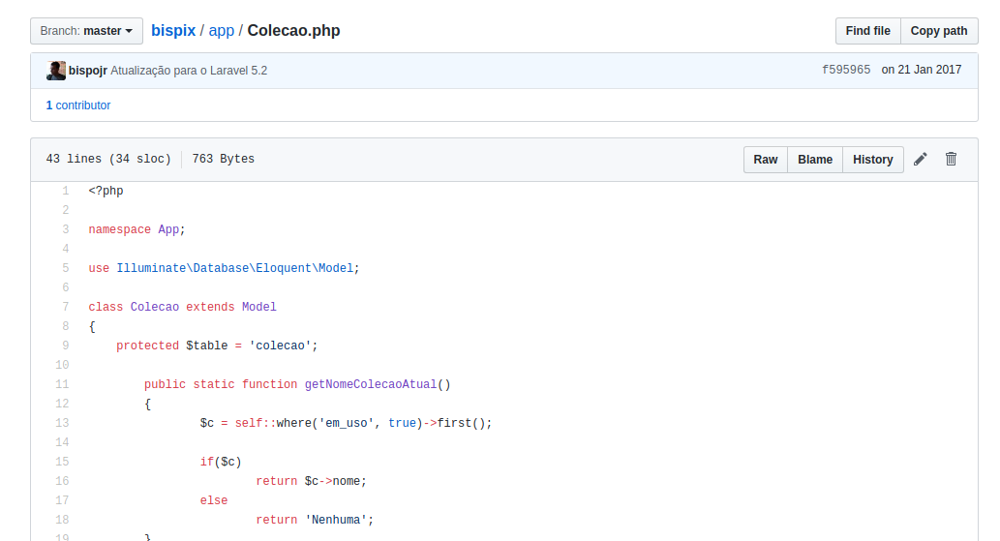 Branch: master bispix / app / Colecao.php Find file Copy path
bispojr Atualização para o Laravel 5.2 f595965 on 21 Jan 2017
1 contributor
43 lines (34 sloc) 763 Bytes Raw Blame History
1 <?php
2
3 namespace App;
4
5 use Illuminate\Database\Eloquent\Model;
6
7 class Colecao extends Model
8 {
9 protected $table = 'colecao';
10
11 public static function getNomeColecaoAtual()
12 {
13 $c = self::where('em_uso', true)->first();
14
15 if($c)
16 return $c->nome;
17 else
18 return 'Nenhuma';
19 }